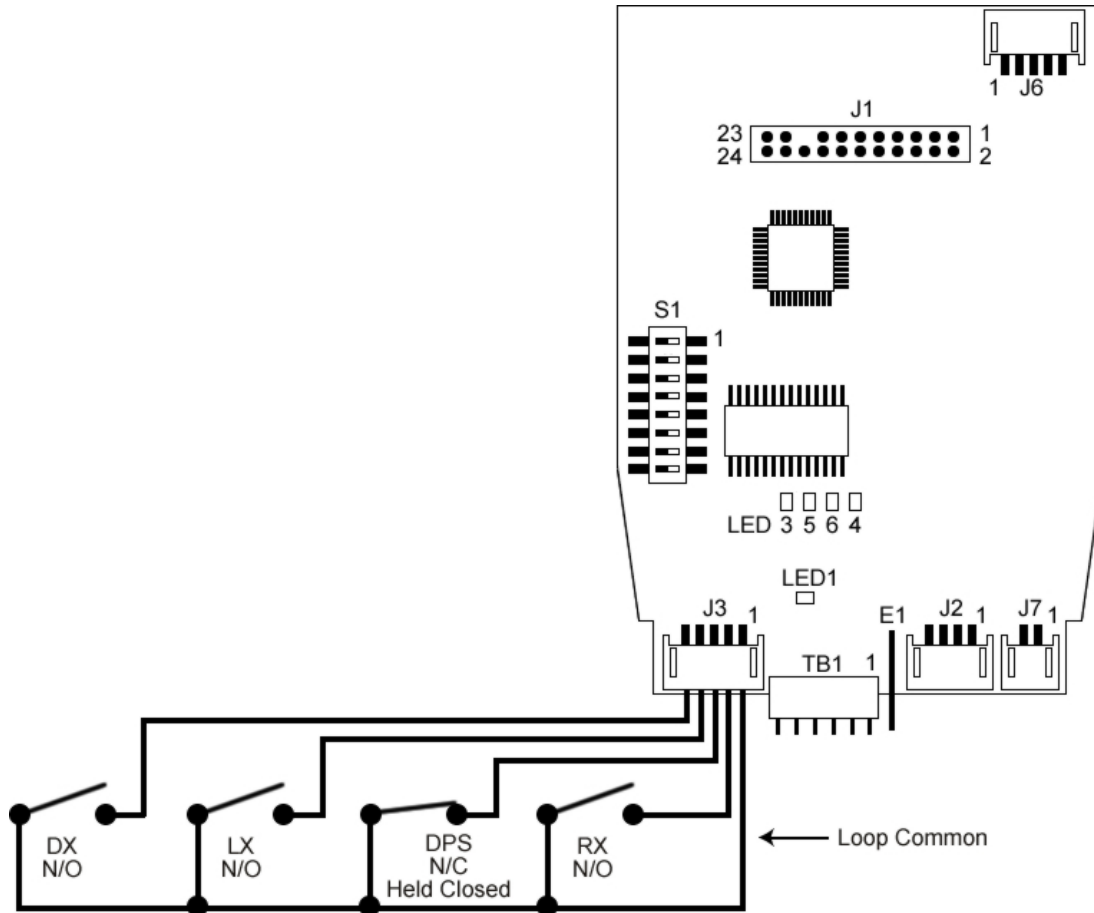 1 J6
J1
23 1
24 2
S1
1
LED 3 5 6 4
LED1
J3 1
E1
J2 1
J7 1
TB1 1
DX
N/O
LX
N/O
DPS
N/C
Held Closed
RX
N/O
Loop Common